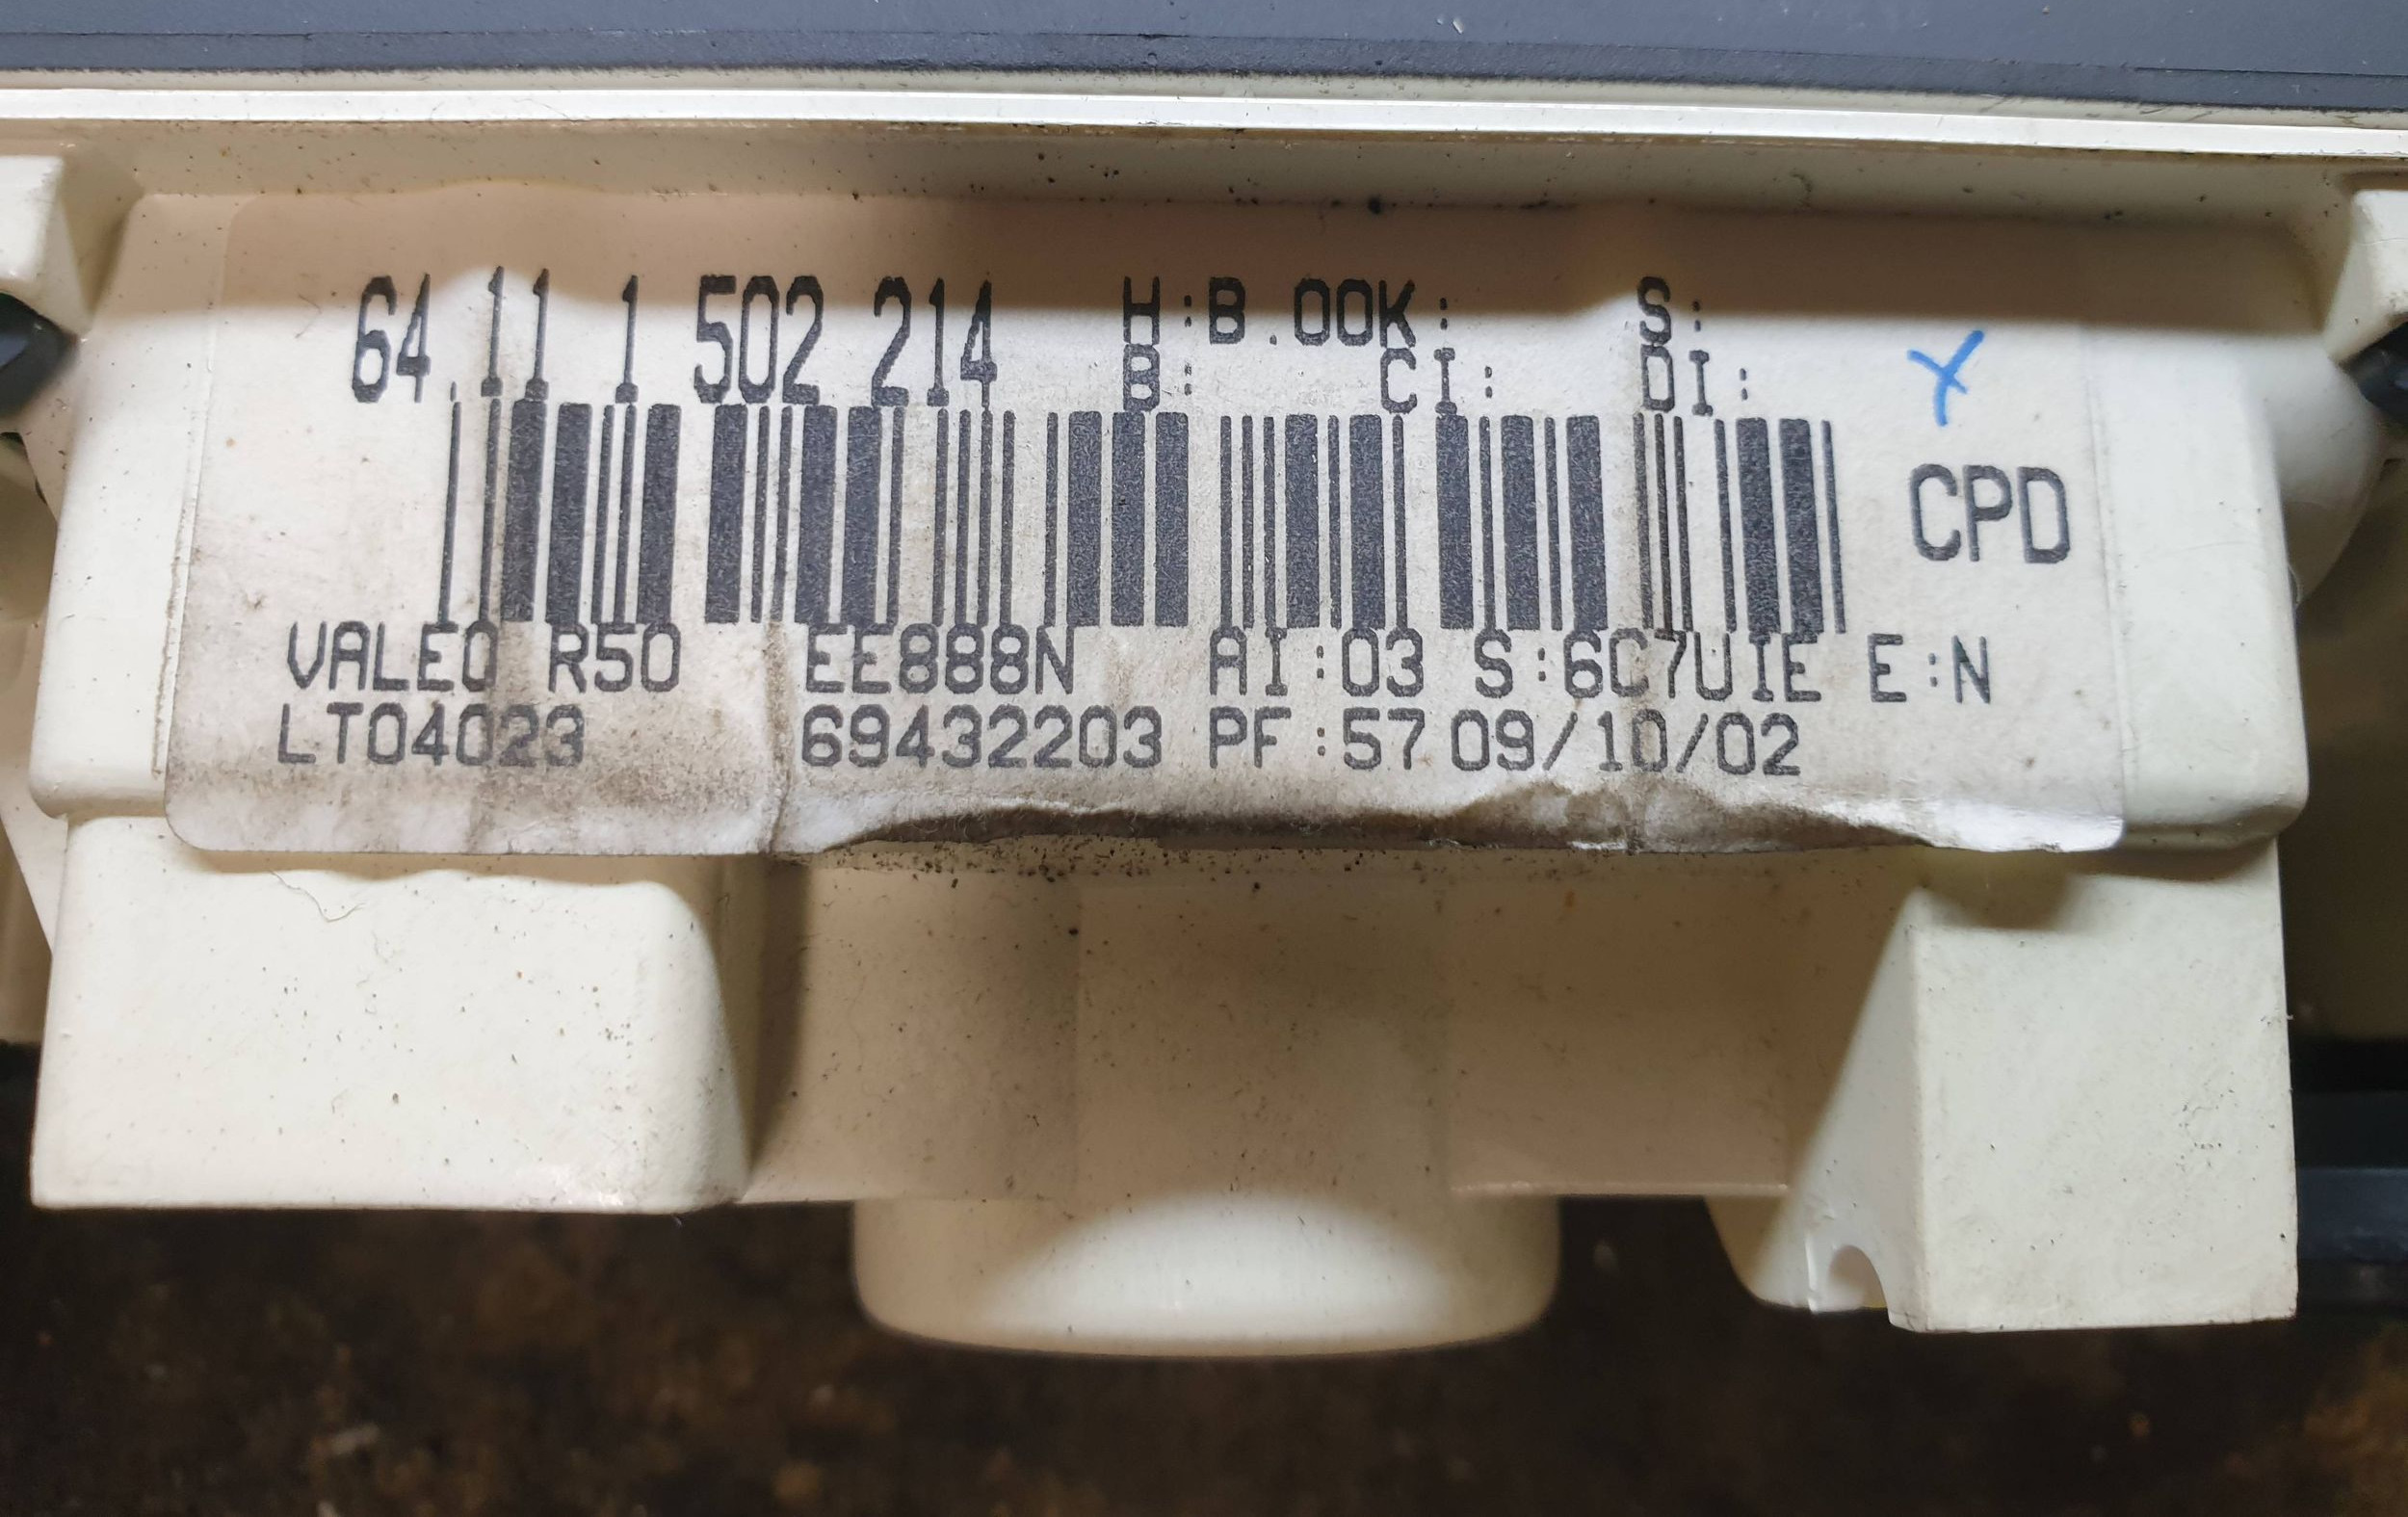 64.11 1 502 214 H:B.00K: S:
B: CI: DI:
CPD
VALEO R50 EE888N AI:03 S:6C7UIE E:N
LT04023 69432203 PF:57 09/10/02